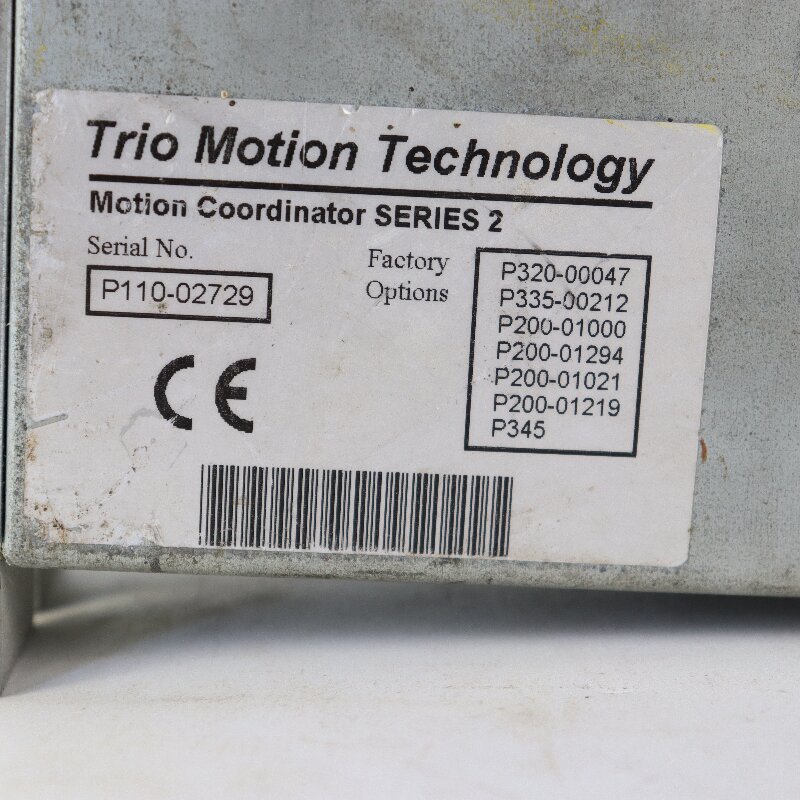 Trio Motion Technology
Motion Coordinator SERIES 2
Serial No.
P110-02729
Factory
Options
P320-00047
P335-00212
P200-01000
P200-01294
P200-01021
P200-01219
P345
CE